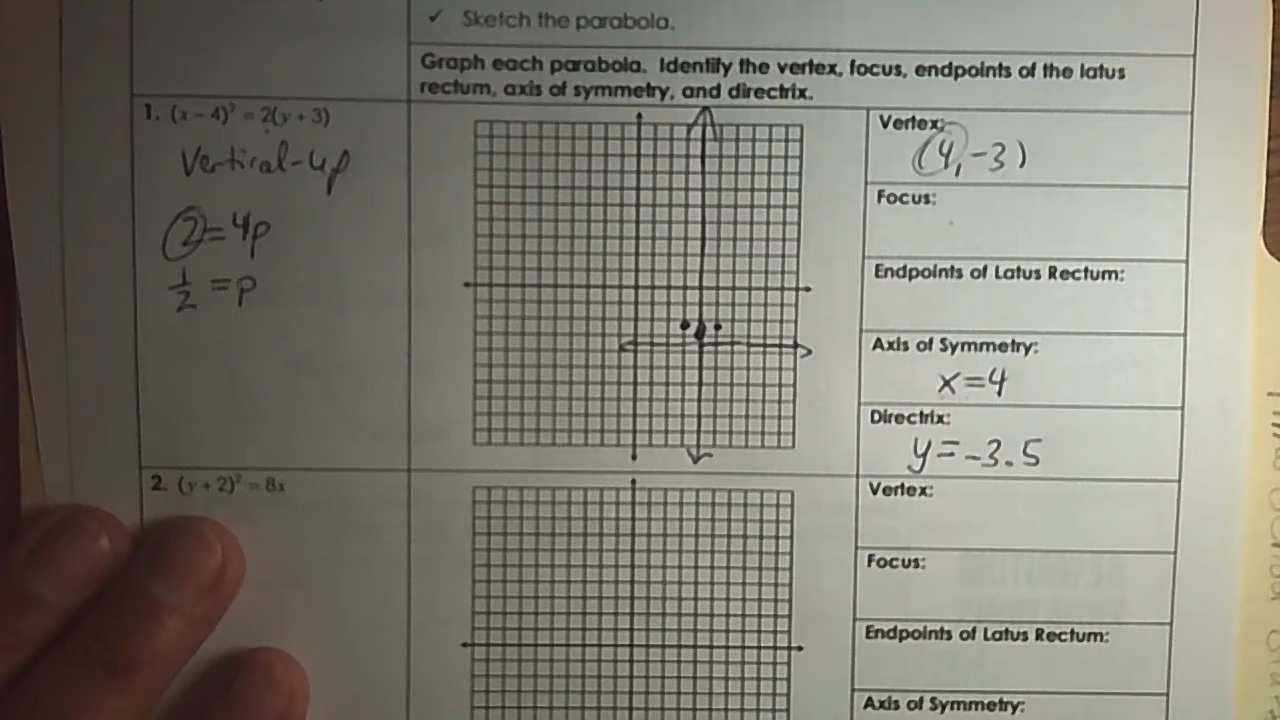 ✓ Sketch the parabola.
Graph each parabola. Identify the vertex, focus, endpoints of the latus
rectum, axis of symmetry, and directrix.
1. (x – 4)² = 2(y + 3)
Vertical-up
2=4p
1/2 =p
Vertex:
(4,-3)
Focus:
Endpoints of Latus Rectum:
Axis of Symmetry:
x=4
Directrix:
y=-3.5
2. (y + 2)² = 8x
Vertex:
Focus:
Endpoints of Latus Rectum:
Axis of Symmetry: